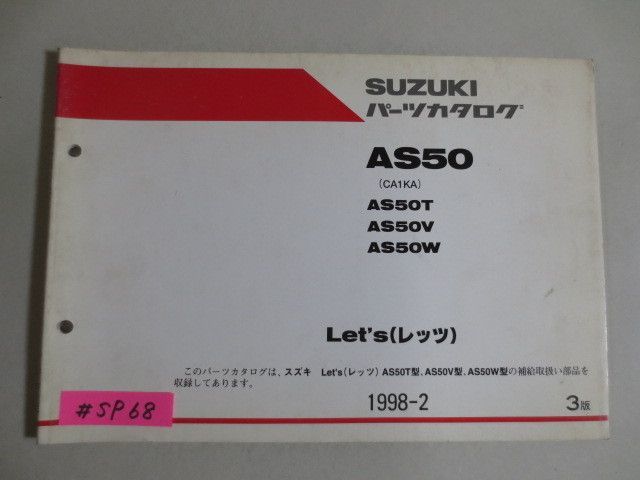 SUZUKI
パーツカタログ
AS50
(CA1KA)
AS50T
AS50V
AS50W
Let's(レッツ)
このパーツカタログは、スズキ Let's(レッツ)AS50T型、AS50V型、AS50W型の補給取扱い部品を
収録してあります。
1998-2 3版
#SP68